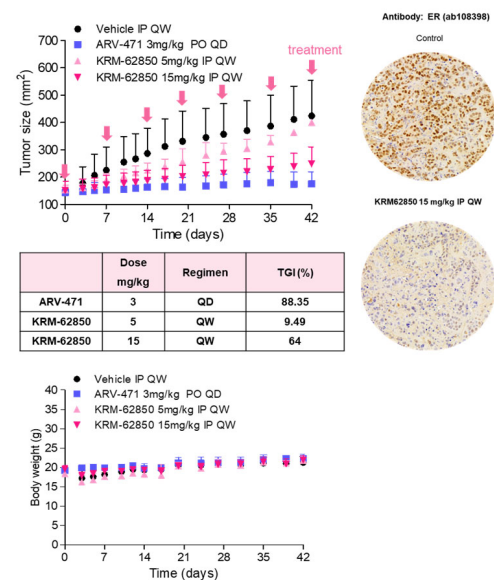 Vehicle IP QW
ARV-471 3mg/kg PO QD
KRM-62850 5mg/kg IP QW
KRM-62850 15mg/kg IP QW
treatment
Tumor size (mm²)
700
600
500
400
300
200
100
0 7 14 21 28 35 42
Time (days)
Antibody: ER (ab108398)
Control
KRM62850 15 mg/kg IP QW
Dose mg/kg Regimen TGI (%)
ARV-471 3 QD 88.35
KRM-62850 5 QW 9.49
KRM-62850 15 QW 64
Vehicle IP QW
ARV-471 3mg/kg PO QD
KRM-62850 5mg/kg IP QW
KRM-62850 15mg/kg IP QW
Body weight (g)
40
35
30
25
20
15
10
5
0
0 7 14 21 28 35 42
Time (days)